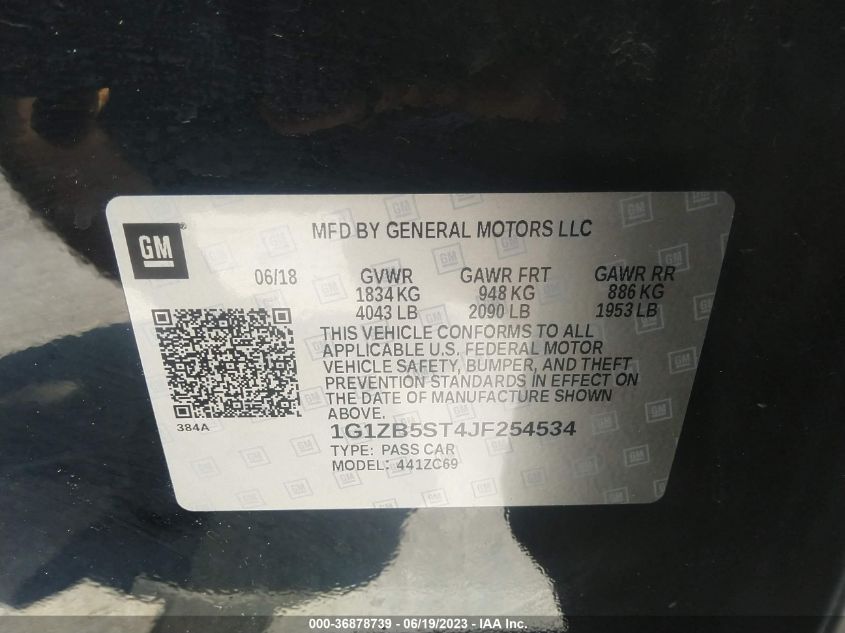 GM
MFD BY GENERAL MOTORS LLC
06/18 GVWR GAWR FRT GAWR RR
1834 KG 948 KG 886 KG
4043 LB 2090 LB 1953 LB
THIS VEHICLE CONFORMS TO ALL
APPLICABLE U.S. FEDERAL MOTOR
VEHICLE SAFETY, BUMPER, AND THEFT
PREVENTION STANDARDS IN EFFECT ON
THE DATE OF MANUFACTURE SHOWN
ABOVE.
384A
1G1ZB5ST4JF254534
TYPE: PASS CAR
MODEL: 441ZC69
000-36878739 - 06/19/2023 - IAA Inc.